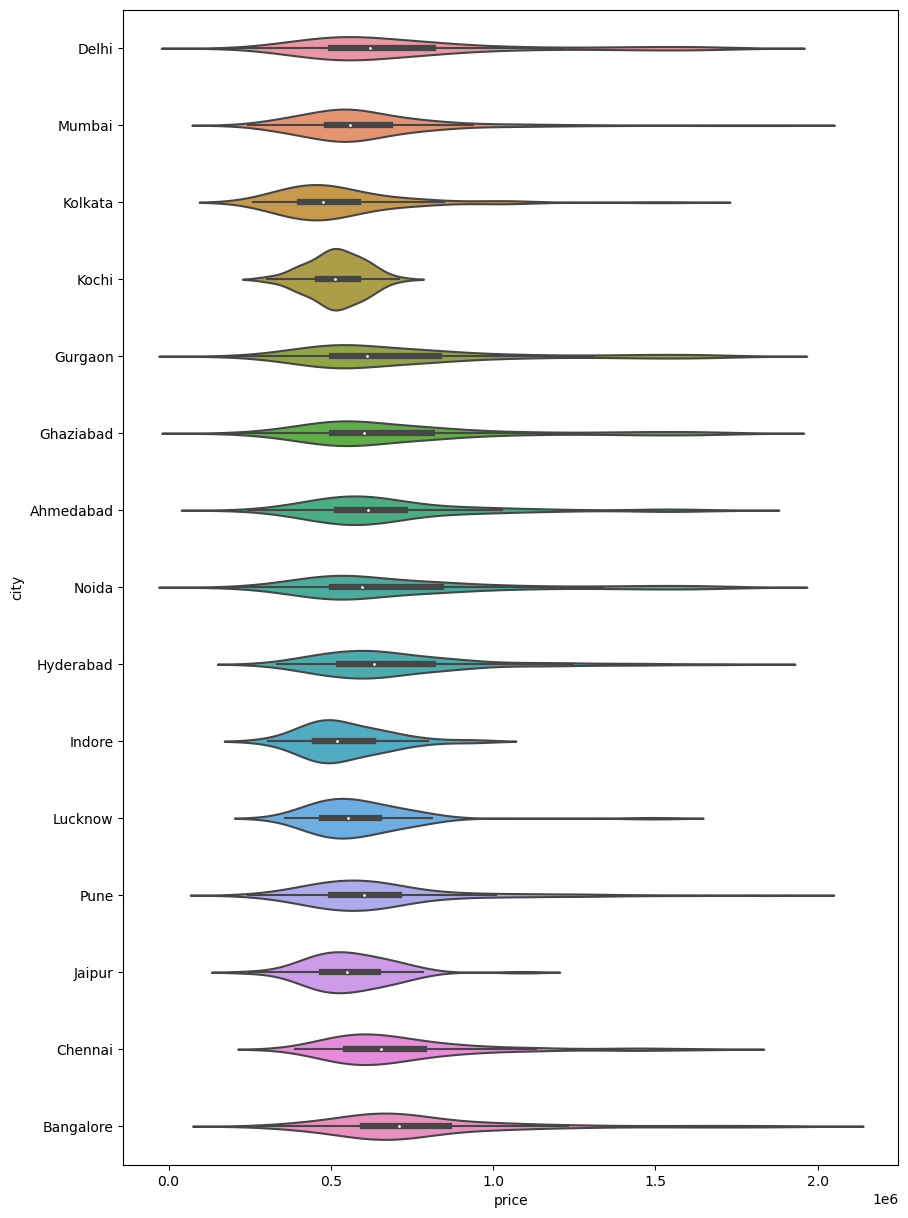 Delhi
Mumbai
Kolkata
Kochi
Gurgaon
Ghaziabad
Ahmedabad
Noida
Hyderabad
Indore
Lucknow
Pune
Jaipur
Chennai
Bangalore
city
0.0 0.5 1.0 1.5 2.0
price
1e6